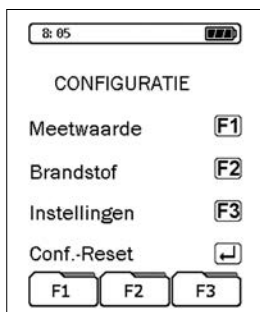 8: 05
CONFIGURATIE
Meetwaarde F1
Brandstof F2
Instellingen F3
Conf.-Reset
F1 F2 F3